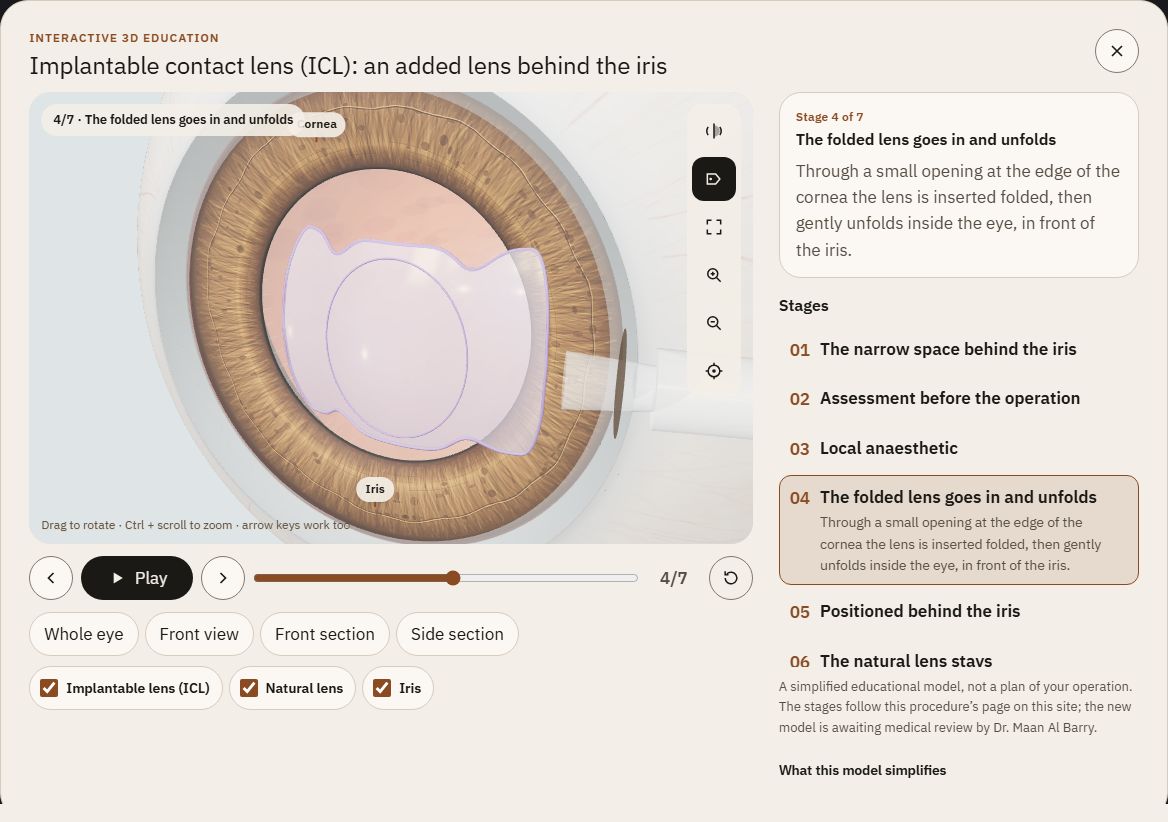 INTERACTIVE 3D EDUCATION
Implantable contact lens (ICL): an added lens behind the iris
4/7 · The folded lens goes in and unfolds
Iris
Drag to rotate · Ctrl + scroll to zoom · arrow keys work too
Play
4/7
Whole eye
Front view
Front section
Side section
Implantable lens (ICL)
Natural lens
Iris
Stage 4 of 7
The folded lens goes in and unfolds
Through a small opening at the edge of the
cornea the lens is inserted folded, then
gently unfolds inside the eye, in front of
the iris.
Stages
01 The narrow space behind the iris
02 Assessment before the operation
03 Local anaesthetic
04 The folded lens goes in and unfolds
Through a small opening at the edge of the
cornea the lens is inserted folded, then gently
unfolds inside the eye, in front of the iris.
05 Positioned behind the iris
06 The natural lens stays
A simplified educational model, not a plan of your operation.
The stages follow this procedure’s page on this site; the new
model is awaiting medical review by Dr. Maan Al Barry.
What this model simplifies